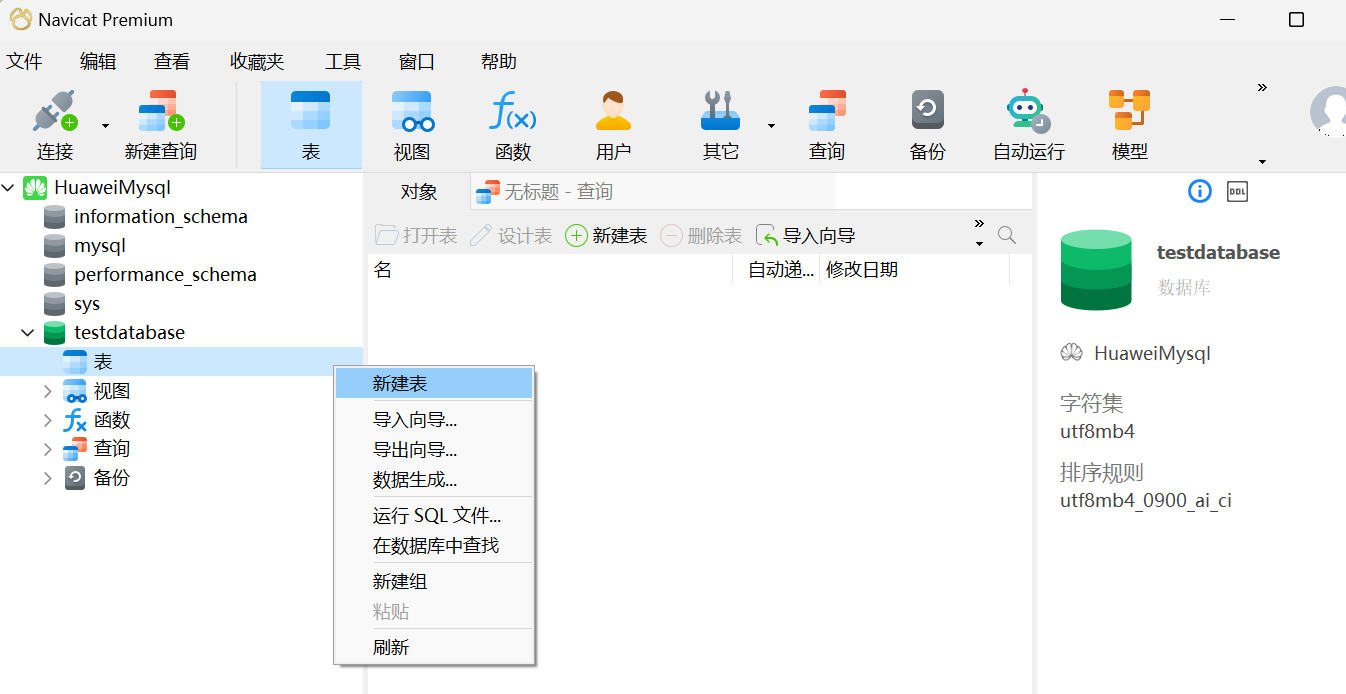 Navicat Premium
文件 编辑 查看 收藏夹 工具 窗口 帮助
连接 新建查询 表 视图 函数 用户 其它 查询 备份 自动运行 模型
HuaweiMysql
information_schema
mysql
performance_schema
sys
testdatabase
表
视图
函数
查询
备份
对象 无标题 - 查询
打开表 设计表 新建表 删除表 导入向导
名 自动递... 修改日期
新建表
导入向导...
导出向导...
数据生成...
运行 SQL 文件...
在数据库中查找
新建组
粘贴
刷新
DDL
testdatabase
数据库
HuaweiMysql
字符集
utf8mb4
排序规则
utf8mb4_0900_ai_ci